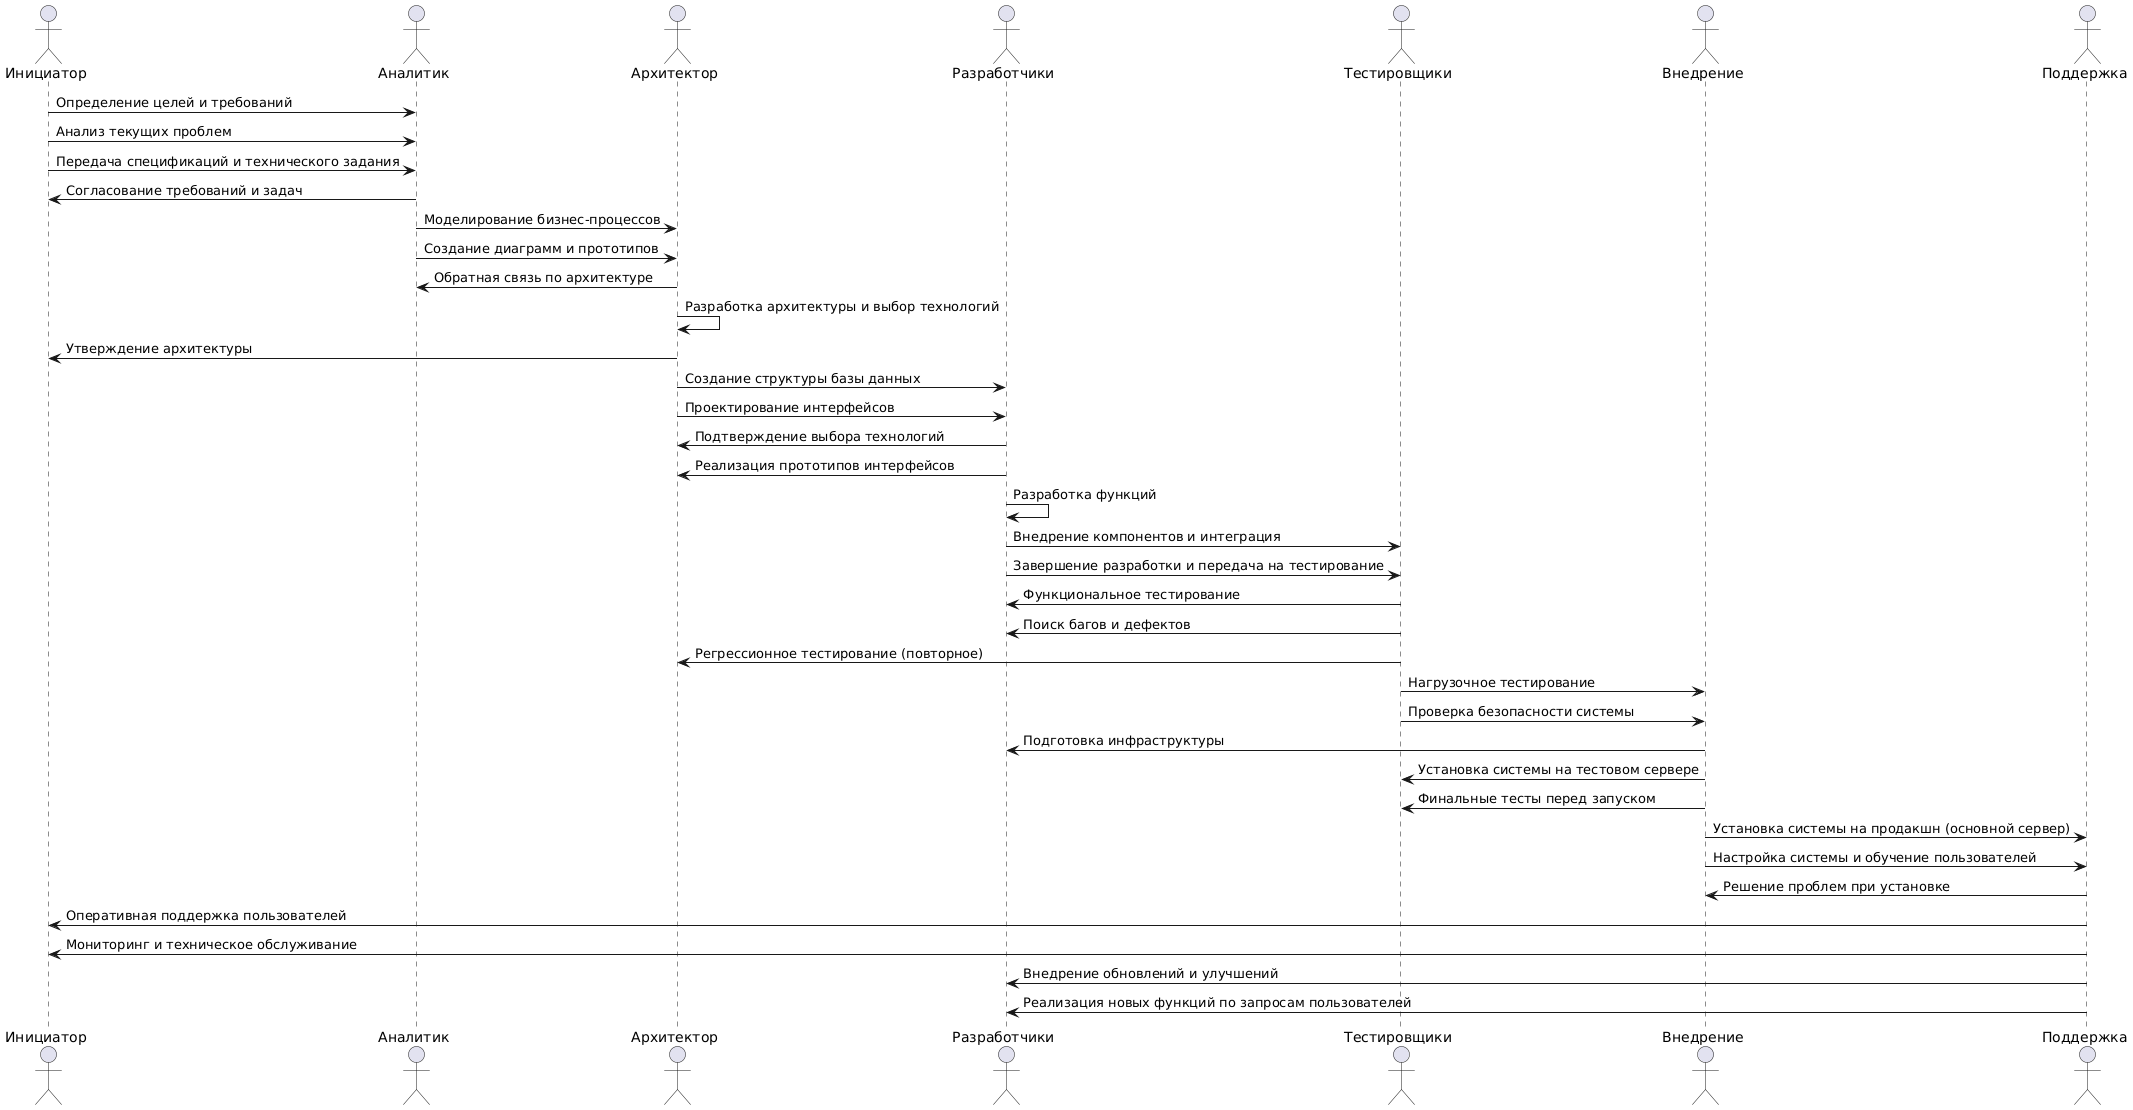 Инициатор
Аналитик
Архитектор
Разработчики
Тестировщики
Внедрение
Поддержка
Определение целей и требований
Анализ текущих проблем
Передача спецификаций и технического задания
Согласование требований и задач
Моделирование бизнес-процессов
Создание диаграмм и прототипов
Обратная связь по архитектуре
Разработка архитектуры и выбор технологий
Утверждение архитектуры
Создание структуры базы данных
Проектирование интерфейсов
Подтверждение выбора технологий
Реализация прототипов интерфейсов
Разработка функций
Внедрение компонентов и интеграция
Завершение разработки и передача на тестирование
Функциональное тестирование
Поиск багов и дефектов
Регрессионное тестирование (повторное)
Нагрузочное тестирование
Проверка безопасности системы
Подготовка инфраструктуры
Установка системы на тестовом сервере
Финальные тесты перед запуском
Установка системы на продакшн (основной сервер)
Настройка системы и обучение пользователей
Решение проблем при установке
Оперативная поддержка пользователей
Мониторинг и техническое обслуживание
Внедрение обновлений и улучшений
Реализация новых функций по запросам пользователей
Инициатор
Аналитик
Архитектор
Разработчики
Тестировщики
Внедрение
Поддержка